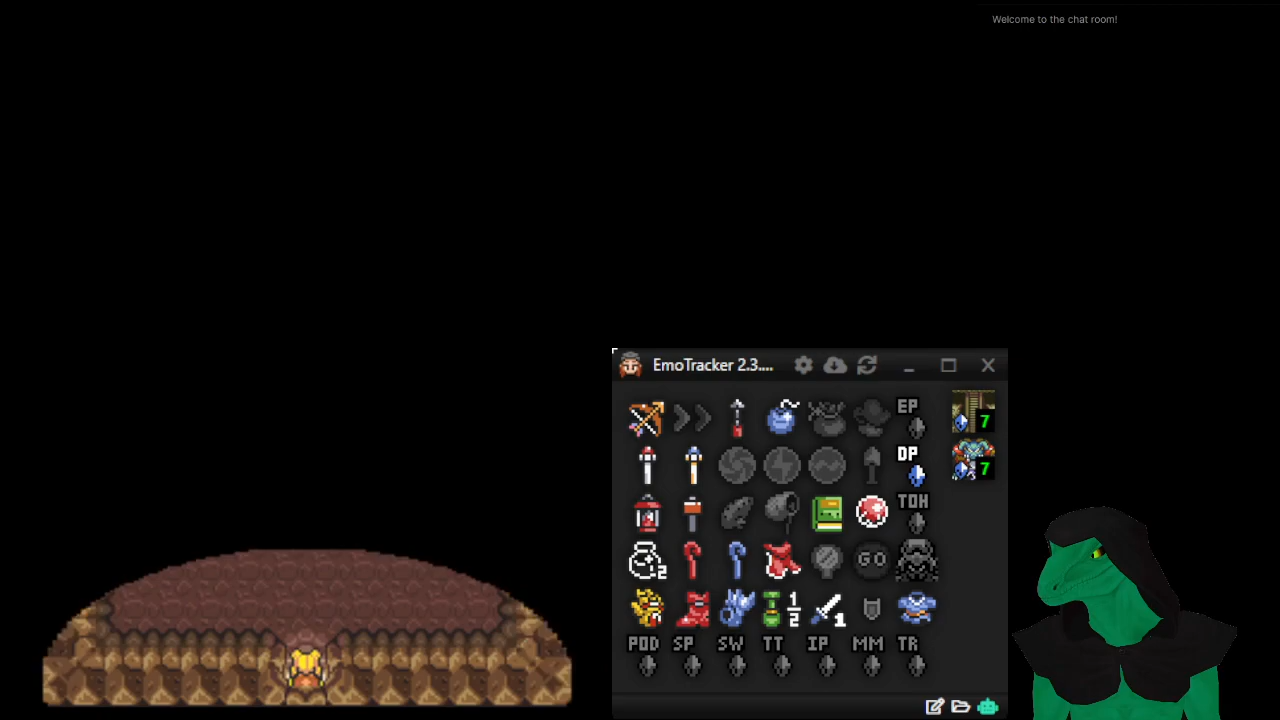 Welcome to the chat room!
EmoTracker 2.3....
EP
7
DP
7
TOH
2
GO
1/2
1
POD SP SW TT IP MM TR